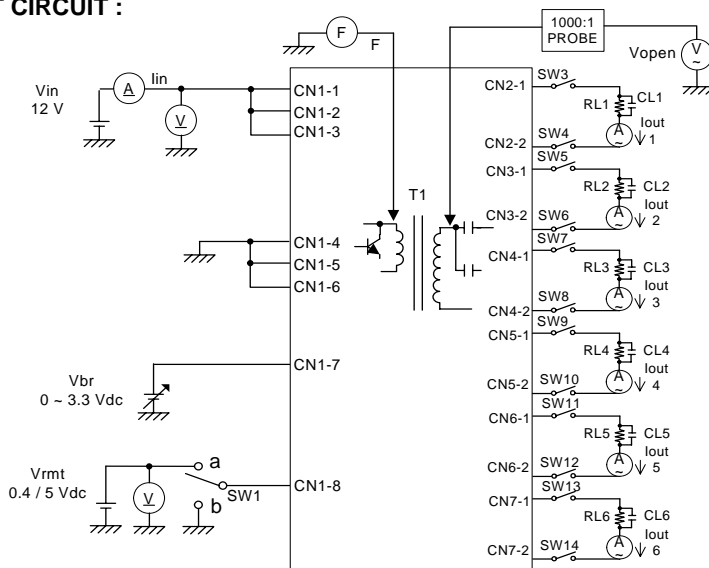 CIRCUIT :
F
F
1000:1
PROBE
Vopen
V
~
Vin
12 V
A
Iin
V
CN1-1
CN1-2
CN1-3
CN1-4
CN1-5
CN1-6
CN1-7
CN1-8
Vbr
0 ~ 3.3 Vdc
Vrmt
0.4 / 5 Vdc
V
a
b
SW1
T1
CN2-1
SW3
RL1
CL1
A
~
Iout
1
CN2-2
SW4
CN3-1
SW5
RL2
CL2
A
~
Iout
2
CN3-2
SW6
CN4-1
SW7
RL3
CL3
A
~
Iout
3
CN4-2
SW8
CN5-1
SW9
RL4
CL4
A
~
Iout
4
CN5-2
SW10
CN6-1
SW11
RL5
CL5
A
~
Iout
5
CN6-2
SW12
CN7-1
SW13
RL6
CL6
A
~
Iout
6
CN7-2
SW14